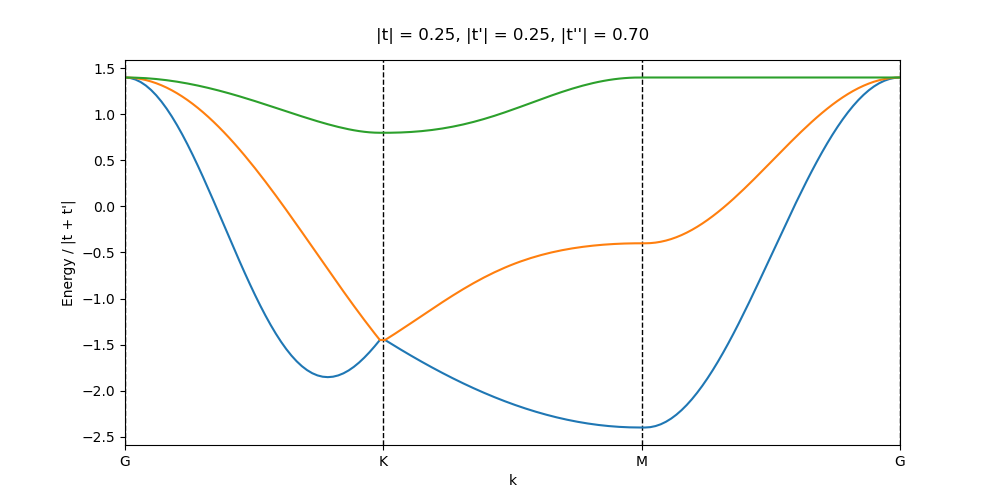 |t| = 0.25, |t'| = 0.25, |t''| = 0.70
1.5
1.0
0.5
0.0
−0.5
−1.0
−1.5
−2.0
−2.5
Energy / |t + t'|
G K M G
k